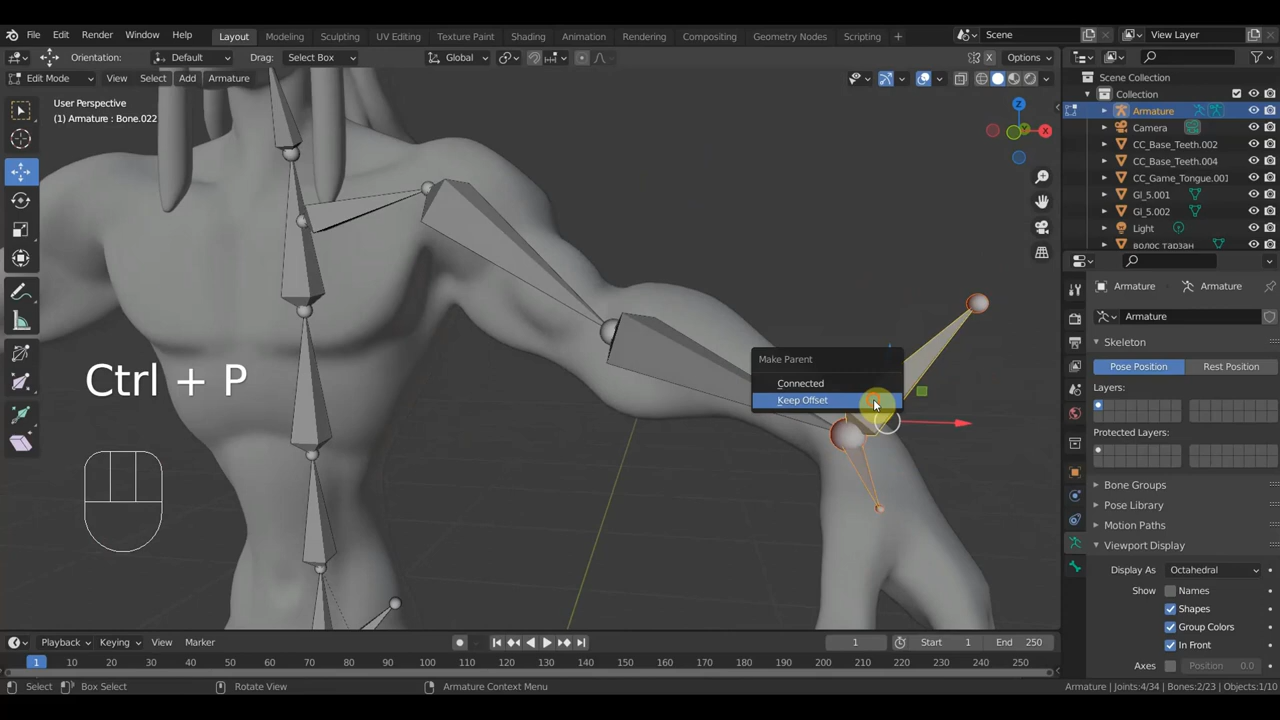 File Edit Render Window Help Layout Modeling Sculpting UV Editing Texture Paint Shading Animation Rendering Compositing Geometry Nodes Scripting + Scene View Layer
Orientation: Default Drag: Select Box Global Options
Edit Mode View Select Add Armature
User Perspective
(1) Armature : Bone.022
Z
X
Scene Collection
Collection
Armature
Camera
CC_Base_Teeth.002
CC_Base_Teeth.004
CC_Game_Tongue.001
GI_5.001
GI_5.002
Light
волос тарзан
Ctrl + P
Make Parent
Connected
Keep Offset
Armature Armature
Armature
Skeleton
Pose Position Rest Position
Layers:
Protected Layers:
Bone Groups
Pose Library
Motion Paths
Viewport Display
Display As Octahedral
Show Names
Shapes
Group Colors
In Front
Axes Position 0.0
Playback Keying View Marker 1 Start 1 End 250
1 10 20 30 40 50 60 70 80 90 100 110 120 130 140 150 160 170 180 190 200 210 220 230 240 250
Select Box Select Rotate View Armature Context Menu Armature | Joints:4/34 | Bones:2/23 | Objects:1/10